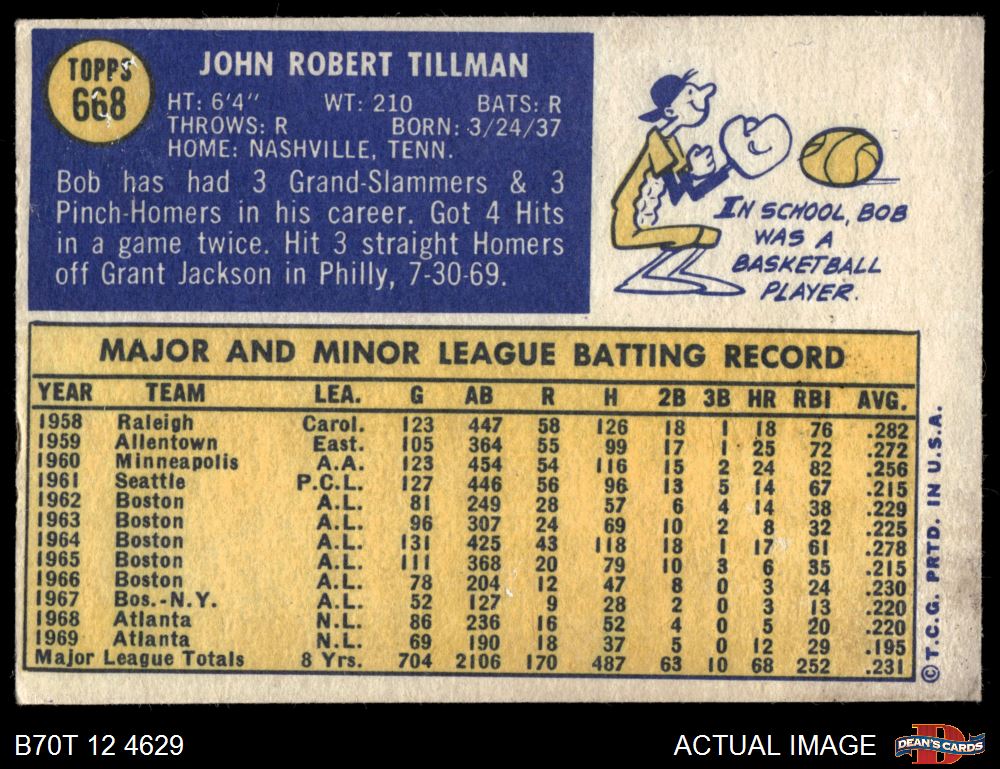 TOPPS
668
JOHN ROBERT TILLMAN
HT: 6'4" WT: 210 BATS: R
THROWS: R BORN: 3/24/37
HOME: NASHVILLE, TENN.
Bob has had 3 Grand-Slammers & 3
Pinch-Homers in his career. Got 4 Hits
in a game twice. Hit 3 straight Homers
off Grant Jackson in Philly, 7-30-69.
IN SCHOOL, BOB
WAS A
BASKETBALL
PLAYER.
MAJOR AND MINOR LEAGUE BATTING RECORD
YEAR TEAM LEA. G AB R H 2B 3B HR RBI AVG.
1958 Raleigh Carol. 123 447 58 126 18 1 18 76 .282
1959 Allentown East. 105 364 55 99 17 1 25 72 .272
1960 Minneapolis A.A. 123 454 54 116 15 2 24 82 .256
1961 Seattle P.C.L. 127 446 56 96 13 5 14 67 .215
1962 Boston A.L. 81 249 28 57 6 4 14 38 .229
1963 Boston A.L. 96 307 24 69 10 2 8 32 .225
1964 Boston A.L. 131 425 43 118 18 1 17 61 .278
1965 Boston A.L. 111 368 20 79 10 3 6 35 .215
1966 Boston A.L. 78 204 12 47 8 0 3 24 .230
1967 Bos.-N.Y. A.L. 52 127 9 28 2 0 3 13 .220
1968 Atlanta N.L. 86 236 16 52 4 0 5 20 .220
1969 Atlanta N.L. 69 190 18 37 5 0 12 29 .195
Major League Totals 8 Yrs. 704 2106 170 487 63 10 68 252 .231
© T.C.G. PRTD. IN U.S.A.
B70T 12 4629
ACTUAL IMAGE
D
DEAN'S CARDS